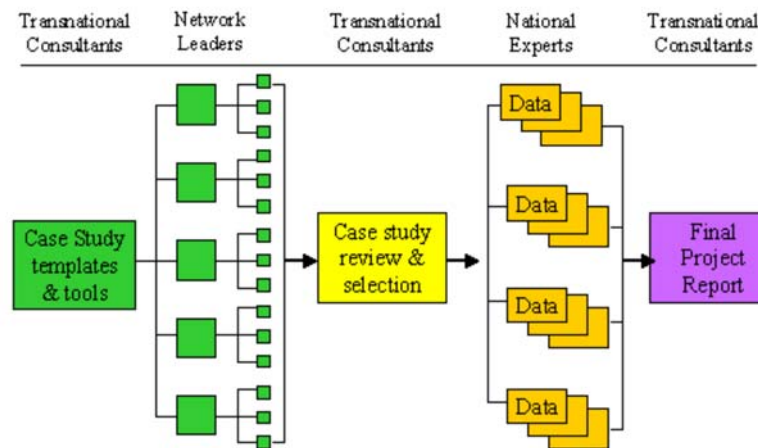 Transnational Consultants
Network Leaders
Transnational Consultants
National Experts
Transnational Consultants
Case Study
templates
& tools
Case study
review &
selection
Data
Data
Data
Data
Final
Project
Report